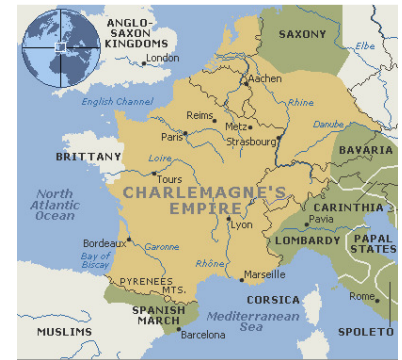 ANGLO-
SAXON
KINGDOMS
London
SAXONY
Elbe
Aachen
English Channel
Rhine
Reims
Metz
Paris
Strasbourg
Danube
BRITTANY
Loire
BAVARIA
Tours
CHARLEMAGNE'S
EMPIRE
North
Atlantic
Ocean
CARINTHIA
Pavia
Lyon
LOMBARDY
PAPAL
STATES
Bordeaux
Garonne
Bay of
Biscay
Rhône
Marseille
PYRENEES
MTS.
CORSICA
Rome
SPANISH
MARCH
Mediterranean
Sea
MUSLIMS
Barcelona
SPOLETO